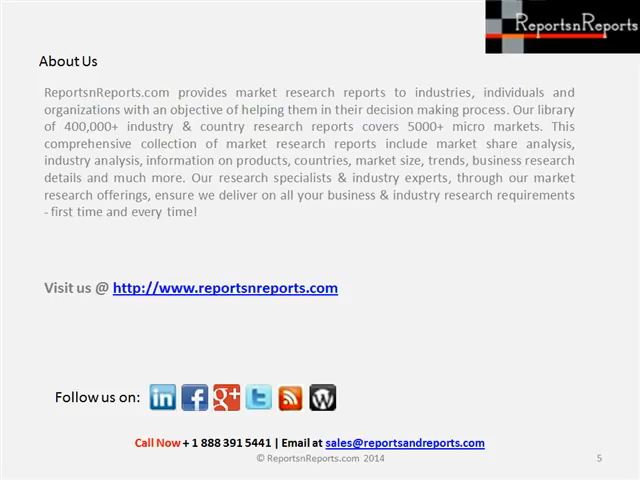 ReportsnReports
About Us
ReportsnReports.com provides market research reports to industries, individuals and
organizations with an objective of helping them in their decision making process. Our library
of 400,000+ industry & country research reports covers 5000+ micro markets. This
comprehensive collection of market research reports include market share analysis,
industry analysis, information on products, countries, market size, trends, business research
details and much more. Our research specialists & industry experts, through our market
research offerings, ensure we deliver on all your business & industry research requirements
- first time and every time!
Visit us @ http://www.reportsnreports.com
Follow us on: in f g+ t W
Call Now + 1 888 391 5441 | Email at sales@reportsandreports.com
© ReportsnReports.com 2014 5